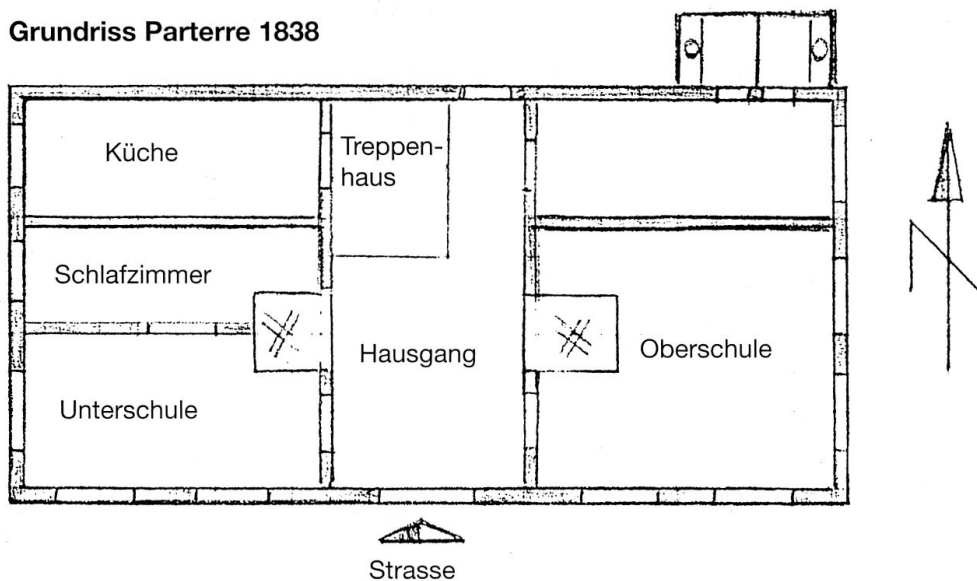 Grundriss Parterre 1838
Küche
Treppen-
haus
Schlafzimmer
Hausgang
Oberschule
Unterschule
Strasse
N